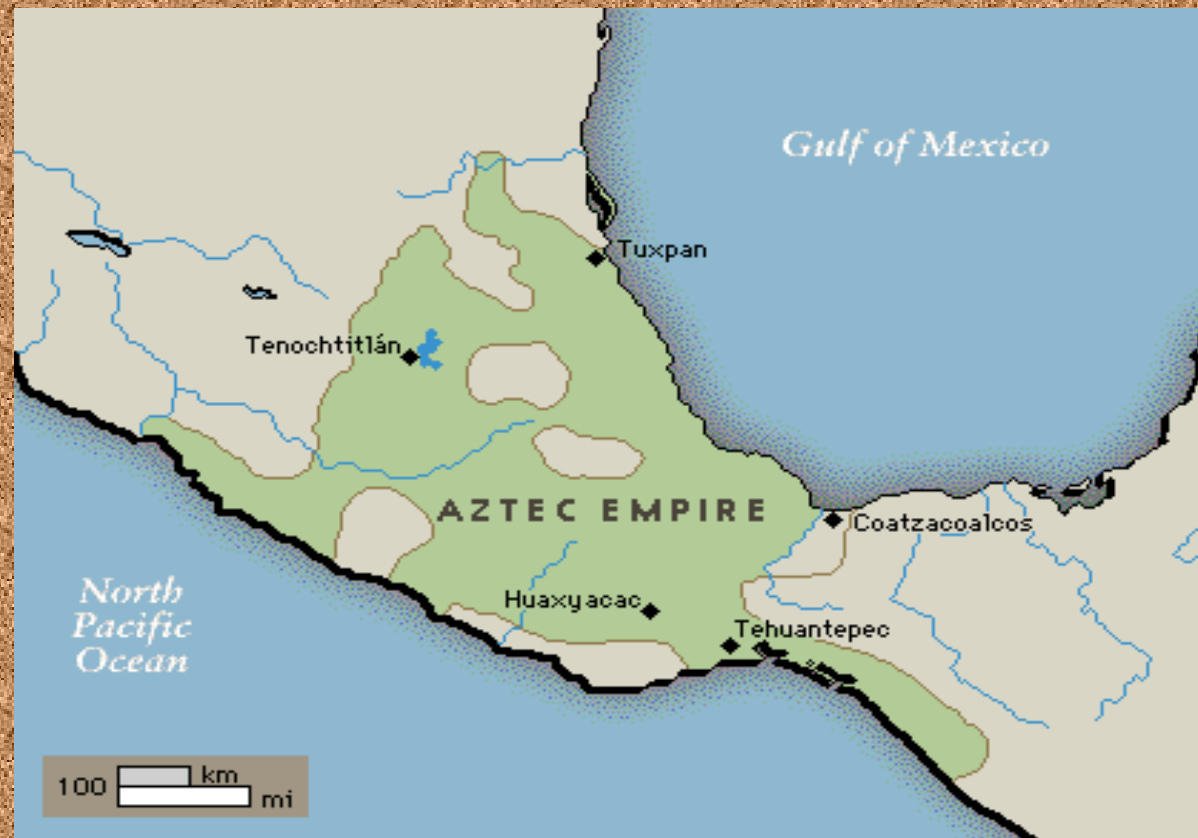 Gulf of Mexico
Tuxpan
Tenochtitlán
AZTEC EMPIRE
Coatzacoalcos
North
Pacific
Ocean
Huaxyacac
Tehuantepec
100 km
mi